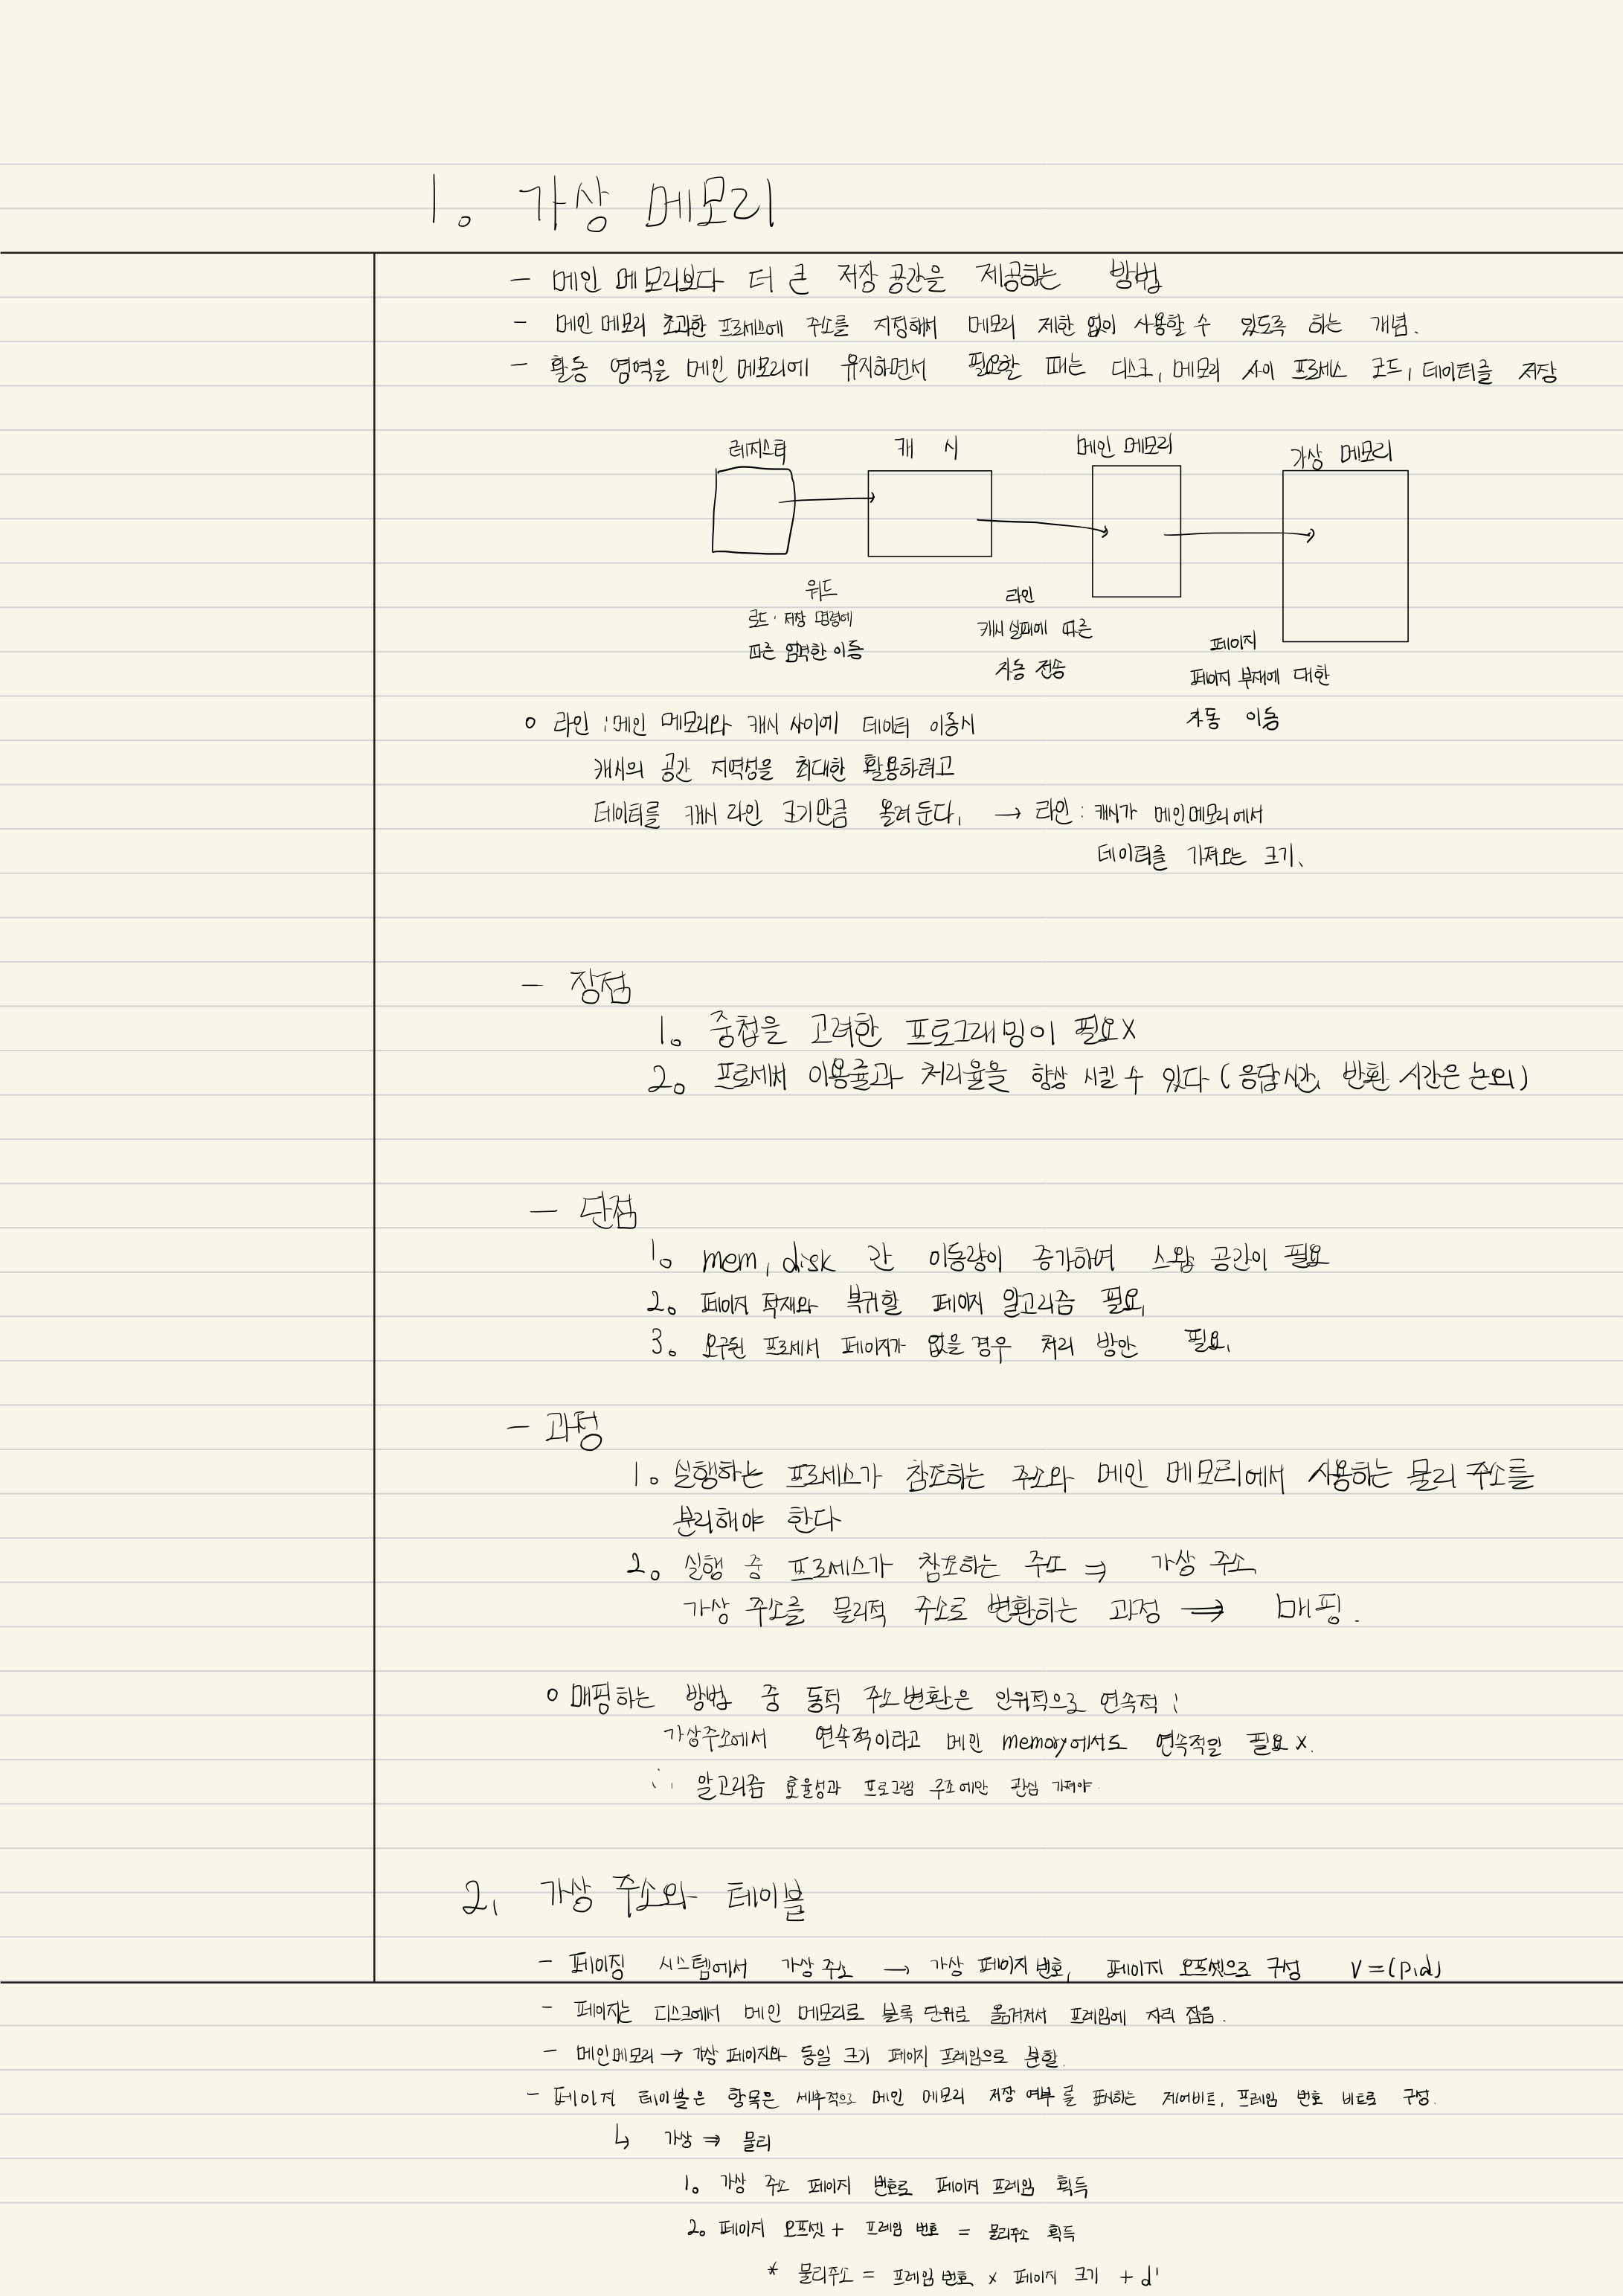 1. 가상 메모리
- 메인 메모리보다 더 큰 저장 공간을 제공하는 방법
- 메인 메모리 초과한 프로세스에 주소를 지정해서 메모리 제한 없이 사용할 수 있도록 하는 개념.
- 활동 영역을 메인 메모리에 유지하면서 필요할 때는 디스크, 메모리 사이 프로세스 코드, 데이터를 저장
레지스터 캐시 메인 메모리 가상 메모리
워드
로드·저장 명령에
따른 이동
라인
캐시 실패에 따른
자동 전송
페이지
페이지 부재에 대한
자동 이동
o 라인 : 메인 메모리와 캐시 사이에 데이터 이동시
캐시의 공간 지역성을 최대한 활용하려고
데이터를 캐시 라인 크기만큼 올려 둔다. → 라인 : 캐시가 메인메모리에서
데이터를 가져오는 크기.
- 장점
1. 중첩을 고려한 프로그래밍이 필요 X
2. 프로세서 이용률과 처리율을 향상 시킬 수 있다 (응답시간, 반환 시간은 논외)
- 단점
1. mem, disk 간 이동량이 증가하여 스왑 공간이 필요
2. 페이지 적재와 복귀할 페이지 알고리즘 필요.
3. 요구된 프로세서 페이지가 없을 경우 처리 방안 필요.
- 과정
1. 실행하는 프로세스가 참조하는 주소와 메인 메모리에서 사용하는 물리 주소를
분리해야 한다
2. 실행 중 프로세스가 참조하는 주소 ⇒ 가상 주소
가상 주소를 물리적 주소로 변환하는 과정 ⇒ 매핑.
o 매핑하는 방법 중 동적 주소변환은 인위적으로 연속적 :
가상주소에서 연속적이라고 메인 memory에서도 연속적일 필요 X.
∴ 알고리즘 효율성과 프로그램 구조에만 관심 가져야
2. 가상 주소와 테이블
- 페이징 시스템에서 가상 주소 → 가상 페이지 번호, 페이지 오프셋으로 구성 V=(P,d)
- 페이지는 디스크에서 메인 메모리로 블록 단위로 옮겨져서 프레임에 자리 잡음.
- 메인메모리 → 가상 페이지와 동일 크기 페이지 프레임으로 분할.
- 페이지 테이블은 항목은 세부적으로 메인 메모리 저장 여부를 표시하는 제어비트, 프레임 번호 비트로 구성.
↳ 가상 ⇒ 물리
1. 가상 주소 페이지 번호로 페이지 프레임 획득
2. 페이지 오프셋 + 프레임 번호 = 물리주소 획득
* 물리주소 = 프레임 번호 x 페이지 크기 + d'